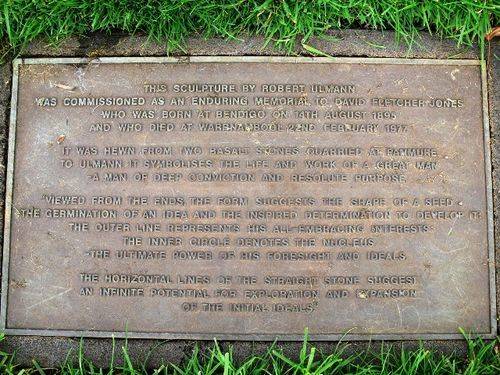 THIS SCULPTURE BY ROBERT ULMANN
WAS COMMISSIONED AS AN ENDURING MEMORIAL TO DAVID FLETCHER JONES
WHO WAS BORN AT BENDIGO ON 14TH AUGUST 1895
AND WHO DIED AT WARRNAMBOOL 22ND FEBRUARY 1977
IT WAS HEWN FROM TWO BASALT STONES QUARRIED AT PANMURE
TO ULMANN IT SYMBOLISES THE LIFE AND WORK OF A GREAT MAN
A MAN OF DEEP CONVICTION AND RESOLUTE PURPOSE
"VIEWED FROM THE ENDS THE FORM SUGGESTS THE SHAPE OF A SEED -
THE GERMINATION OF AN IDEA AND THE INSPIRED DETERMINATION TO DEVELOP IT
THE OUTER LINE REPRESENTS HIS ALL-EMBRACING INTERESTS
THE INNER CIRCLE DENOTES THE NUCLEUS
THE ULTIMATE POWER OF HIS FORESIGHT AND IDEALS
THE HORIZONTAL LINES OF THE STRAIGHT STONE SUGGEST
AN INFINITE POTENTIAL FOR EXPLORATION AND EXPANSION
OF THE INITIAL IDEALS"